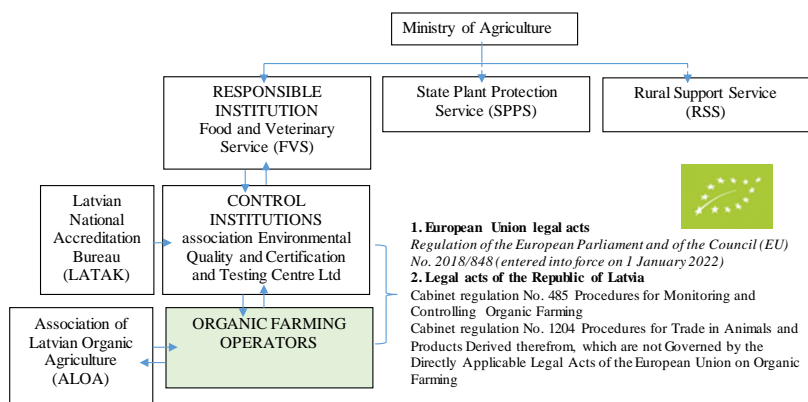 Ministry of Agriculture
RESPONSIBLE
INSTITUTION
Food and Veterinary
Service (FVS)
State Plant Protection
Service (SPPS)
Rural Support Service
(RSS)
Latvian
National
Accreditation
Bureau
(LATAK)
CONTROL
INSTITUTIONS
association Environmental
Quality and Certification
and Testing Centre Ltd
1. European Union legal acts
Regulation of the European Parliament and of the Council (EU)
No. 2018/848 (entered into force on 1 January 2022)
2. Legal acts of the Republic of Latvia
Cabinet regulation No. 485 Procedures for Monitoring and
Controlling Organic Farming
Cabinet regulation No. 1204 Procedures for Trade in Animals and
Products Derived therefrom, which are not Governed by the
Directly Applicable Legal Acts of the European Union on Organic
Farming
Association of
Latvian Organic
Agriculture
(ALOA)
ORGANIC FARMING
OPERATORS